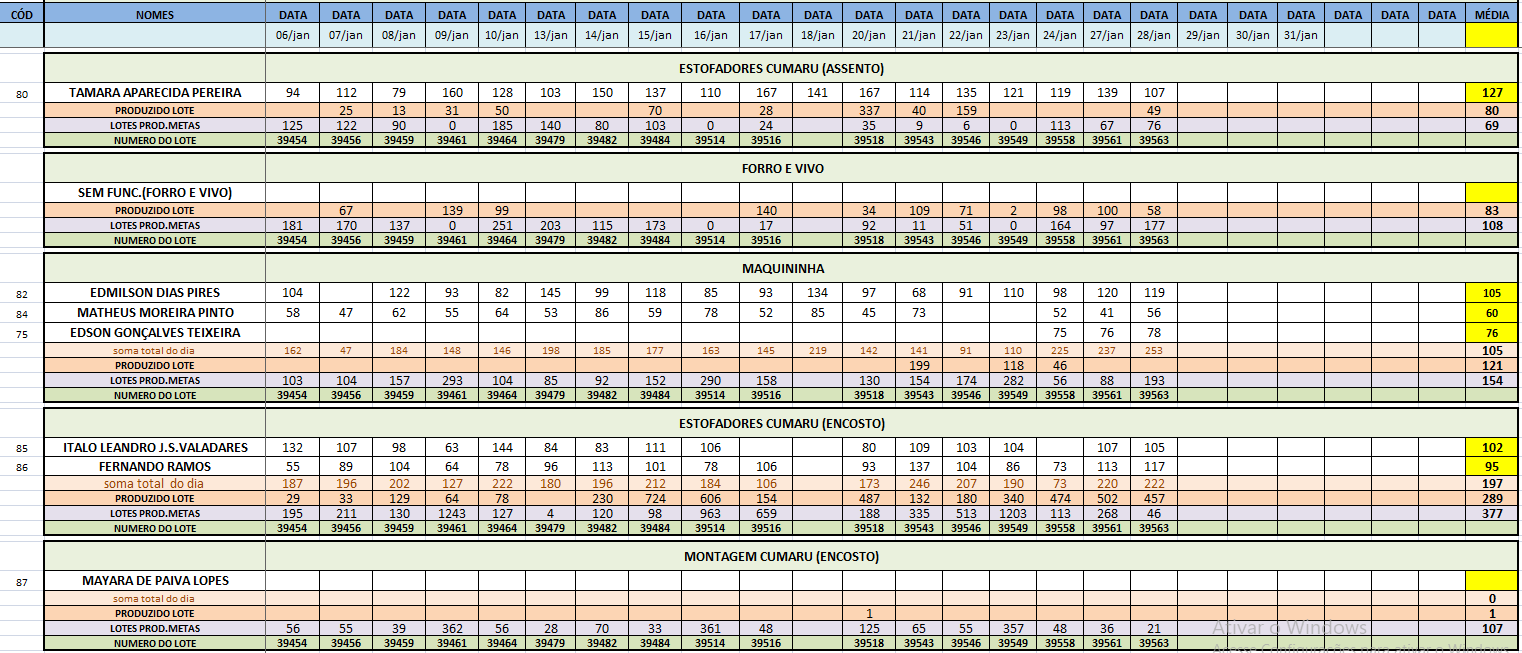 CÓD NOMES DATA DATA DATA DATA DATA DATA DATA DATA DATA DATA DATA DATA DATA DATA DATA DATA DATA DATA DATA DATA DATA DATA DATA DATA MÉDIA
06/jan 07/jan 08/jan 09/jan 10/jan 13/jan 14/jan 15/jan 16/jan 17/jan 18/jan 20/jan 21/jan 22/jan 23/jan 24/jan 27/jan 28/jan 29/jan 30/jan 31/jan
ESTOFADORES CUMARU (ASSENTO)
80 TAMARA APARECIDA PEREIRA 94 112 79 160 128 103 150 137 110 167 141 167 114 135 121 119 139 107 127
PRODUZIDO LOTE 25 13 31 50 70 28 337 40 159 49 80
LOTES PROD.METAS 125 122 90 0 185 140 80 103 0 24 35 9 6 0 113 67 76 69
NUMERO DO LOTE 39454 39456 39459 39461 39464 39479 39482 39484 39514 39516 39518 39543 39546 39549 39558 39561 39563
FORRO E VIVO
SEM FUNC.(FORRO E VIVO)
PRODUZIDO LOTE 67 139 99 140 34 109 71 2 98 100 58 83
LOTES PROD.METAS 181 170 137 0 251 203 115 173 0 17 92 11 51 0 164 97 177 108
NUMERO DO LOTE 39454 39456 39459 39461 39464 39479 39482 39484 39514 39516 39518 39543 39546 39549 39558 39561 39563
MAQUININHA
82 EDMILSON DIAS PIRES 104 122 93 82 145 99 118 85 93 134 97 68 91 110 98 120 119 105
84 MATHEUS MOREIRA PINTO 58 47 62 55 64 53 86 59 78 52 85 45 73 52 41 56 60
75 EDSON GONÇALVES TEIXEIRA 75 76 78 76
soma total do dia 162 47 184 148 146 198 185 177 163 145 219 142 141 91 110 225 237 253 105
PRODUZIDO LOTE 199 118 46 121
LOTES PROD.METAS 103 104 157 293 104 85 92 152 290 158 130 154 174 282 56 88 193 154
NUMERO DO LOTE 39454 39456 39459 39461 39464 39479 39482 39484 39514 39516 39518 39543 39546 39549 39558 39561 39563
ESTOFADORES CUMARU (ENCOSTO)
85 ITALO LEANDRO J.S.VALADARES 132 107 98 63 144 84 83 111 106 80 109 103 104 107 105 102
86 FERNANDO RAMOS 55 89 104 64 78 96 113 101 78 106 93 137 104 86 73 113 117 95
soma total do dia 187 196 202 127 222 180 196 212 184 106 173 246 207 190 73 220 222 197
PRODUZIDO LOTE 29 33 129 64 78 230 724 606 154 487 132 180 340 474 502 457 289
LOTES PROD.METAS 195 211 130 1243 127 4 120 98 963 659 188 335 513 1203 113 268 46 377
NUMERO DO LOTE 39454 39456 39459 39461 39464 39479 39482 39484 39514 39516 39518 39543 39546 39549 39558 39561 39563
MONTAGEM CUMARU (ENCOSTO)
87 MAYARA DE PAIVA LOPES
soma total do dia 0
PRODUZIDO LOTE 1 1
LOTES PROD.METAS 56 55 39 362 56 28 70 33 361 48 125 65 55 357 48 36 21 107
Ativar o Windows
NUMERO DO LOTE 39454 39456 39459 39461 39464 39479 39482 39484 39514 39516 39518 39543 39546 39549 39558 39561 39563